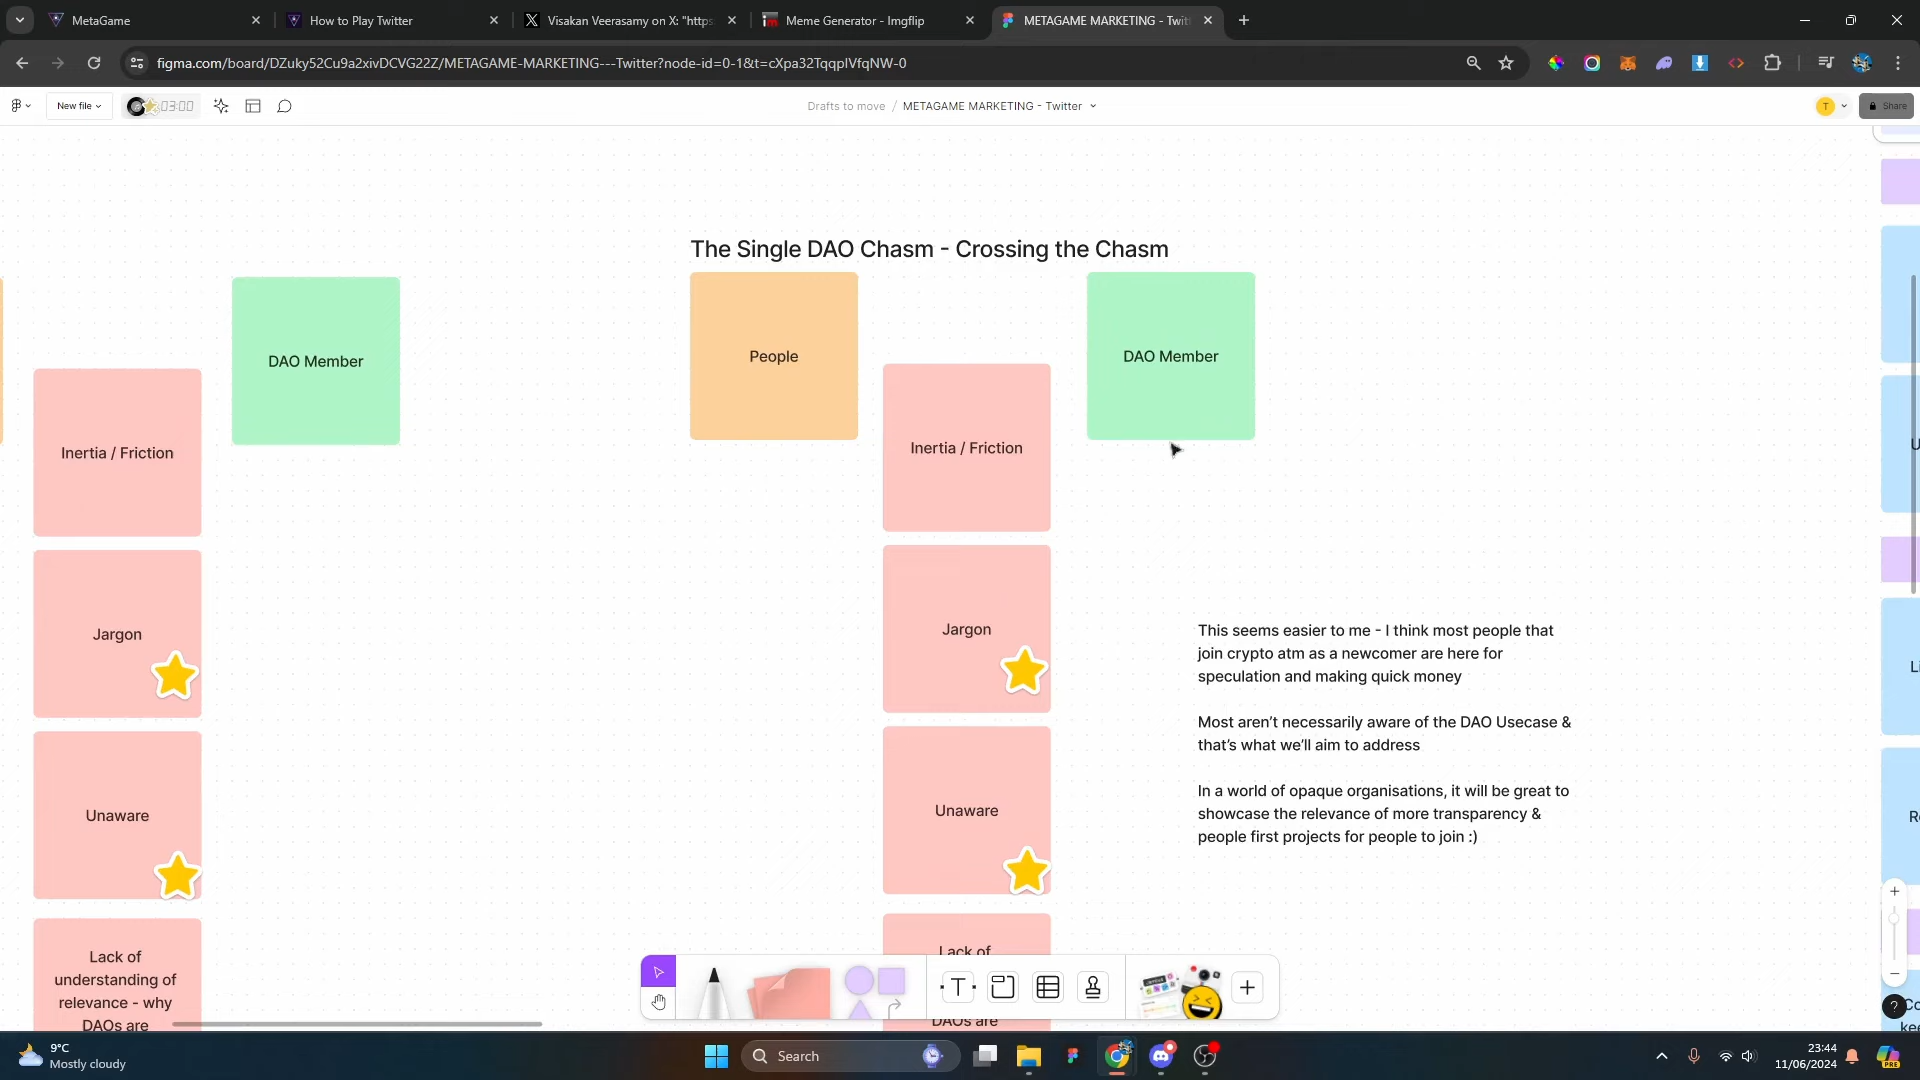 MetaGame
How to Play Twitter
Visakan Veerasamy on X: "https
Meme Generator - Imgflip
METAGAME MARKETING - Twit
figma.com/board/DZuky52Cu9a2xivDCVG22Z/METAGAME-MARKETING---Twitter?node-id=0-1&t=cXpa32TqqpIVfqNW-0
New file
03:00
Drafts to move / METAGAME MARKETING - Twitter
T
Share
The Single DAO Chasm - Crossing the Chasm
People
DAO Member
DAO Member
Inertia / Friction
Inertia / Friction
Jargon
Jargon
This seems easier to me - I think most people that
join crypto atm as a newcomer are here for
speculation and making quick money
Most aren't necessarily aware of the DAO Usecase &
that's what we'll aim to address
In a world of opaque organisations, it will be great to
showcase the relevance of more transparency &
people first projects for people to join :)
Unaware
Unaware
Lack of
understanding of
relevance - why
DAOs are
Lack of
DAOs are
T
9°C
Mostly cloudy
Search
23:44
11/06/2024
PRE